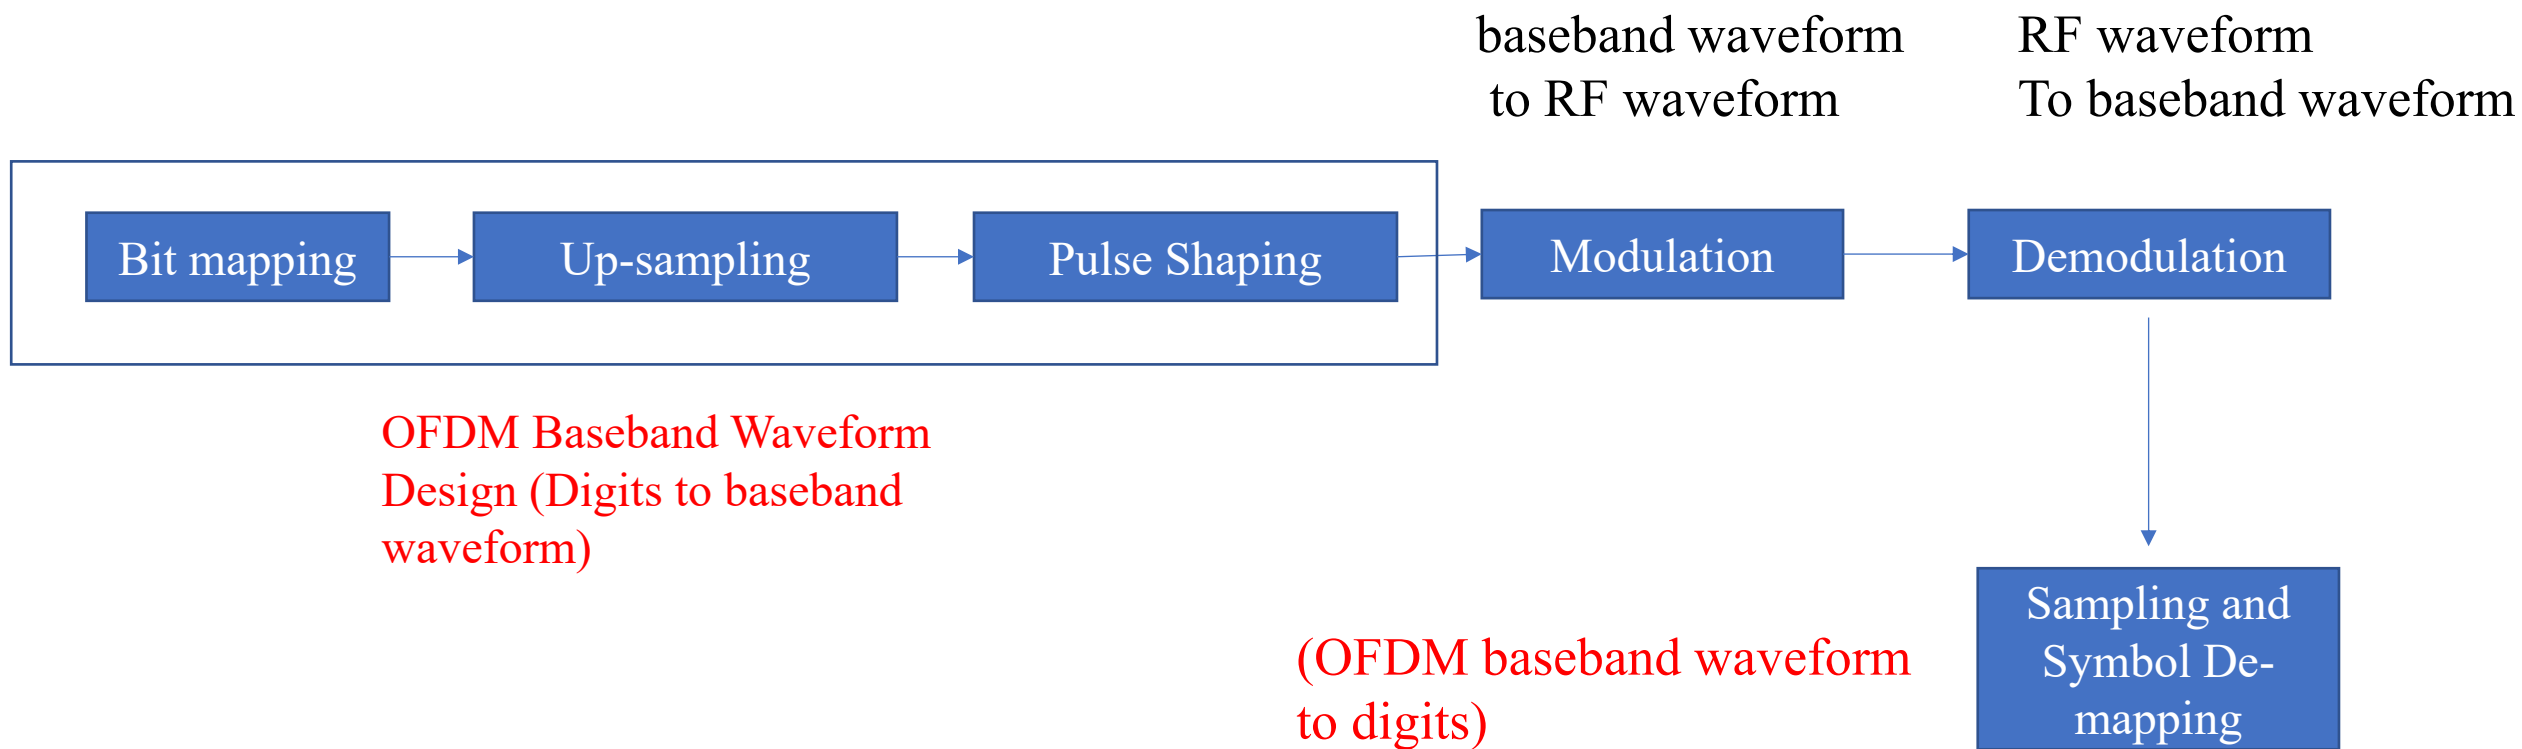 baseband waveform
to RF waveform
RF waveform
To baseband waveform
Bit mapping
Up-sampling
Pulse Shaping
Modulation
Demodulation
OFDM Baseband Waveform
Design (Digits to baseband
waveform)
(OFDM baseband waveform
to digits)
Sampling and
Symbol De-
mapping